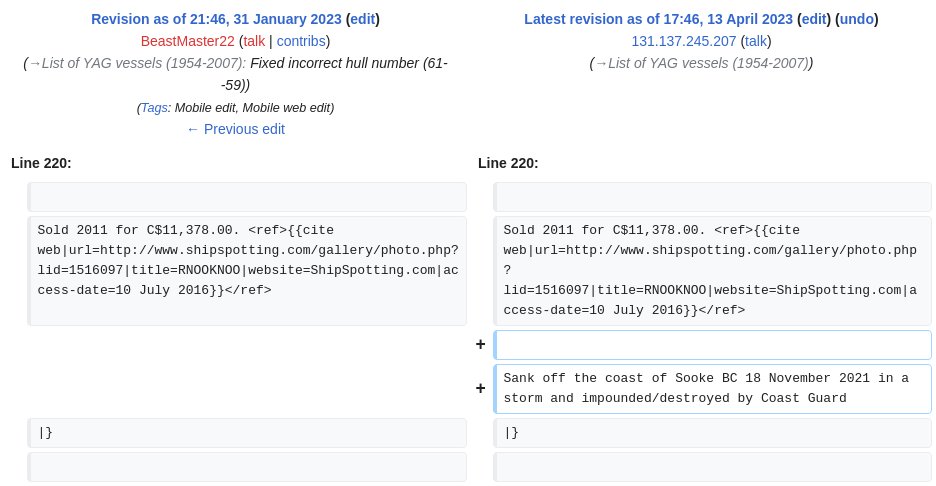 Revision as of 21:46, 31 January 2023 (edit)
BeastMaster22 (talk | contribs)
(→List of YAG vessels (1954-2007): Fixed incorrect hull number (61-
-59))
(Tags: Mobile edit, Mobile web edit)
← Previous edit
Latest revision as of 17:46, 13 April 2023 (edit) (undo)
131.137.245.207 (talk)
(→List of YAG vessels (1954-2007))
Line 220:
Line 220:
Sold 2011 for C$11,378.00. <ref>{{cite
web|url=http://www.shipspotting.com/gallery/photo.php?
lid=1516097|title=RNOOKNOO|website=ShipSpotting.com|ac
cess-date=10 July 2016}}</ref>
Sold 2011 for C$11,378.00. <ref>{{cite
web|url=http://www.shipspotting.com/gallery/photo.php
?
lid=1516097|title=RNOOKNOO|website=ShipSpotting.com|a
ccess-date=10 July 2016}}</ref>
+
+
Sank off the coast of Sooke BC 18 November 2021 in a
storm and impounded/destroyed by Coast Guard
|}
|}